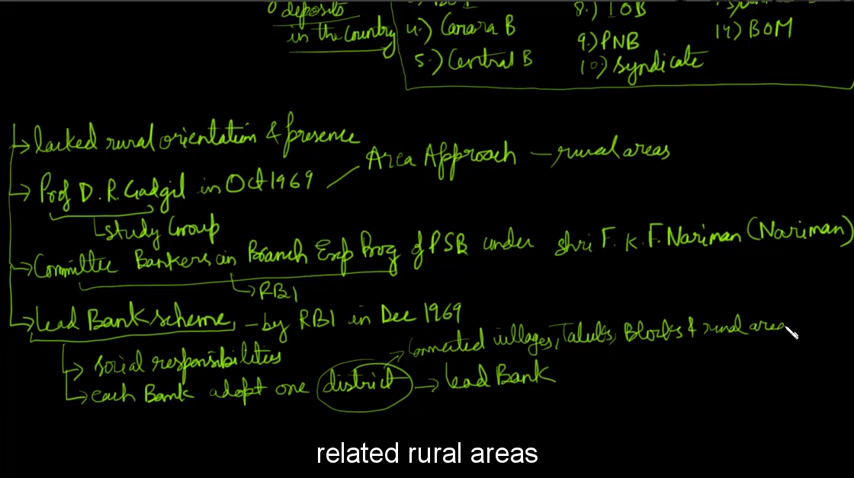 deposits
in the Country
4.) Canara B
5.) Central B
8.) IOB
9.) PNB
10.) Syndicate
14) BOM
lacked rural orientation & presence
Prof D. R. Gadgil in Oct 1969
Area Approach — rural areas
Study Group
Committee Bankers on Branch Exp Prog of PSB under Shri F. K. F. Nariman (Nariman)
RBI
Lead Bank scheme, - by RBI in Dec 1969
Connected villages, Taluks, Blocks & rural area
social responsibilities
each Bank adopt one district → Lead Bank
related rural areas